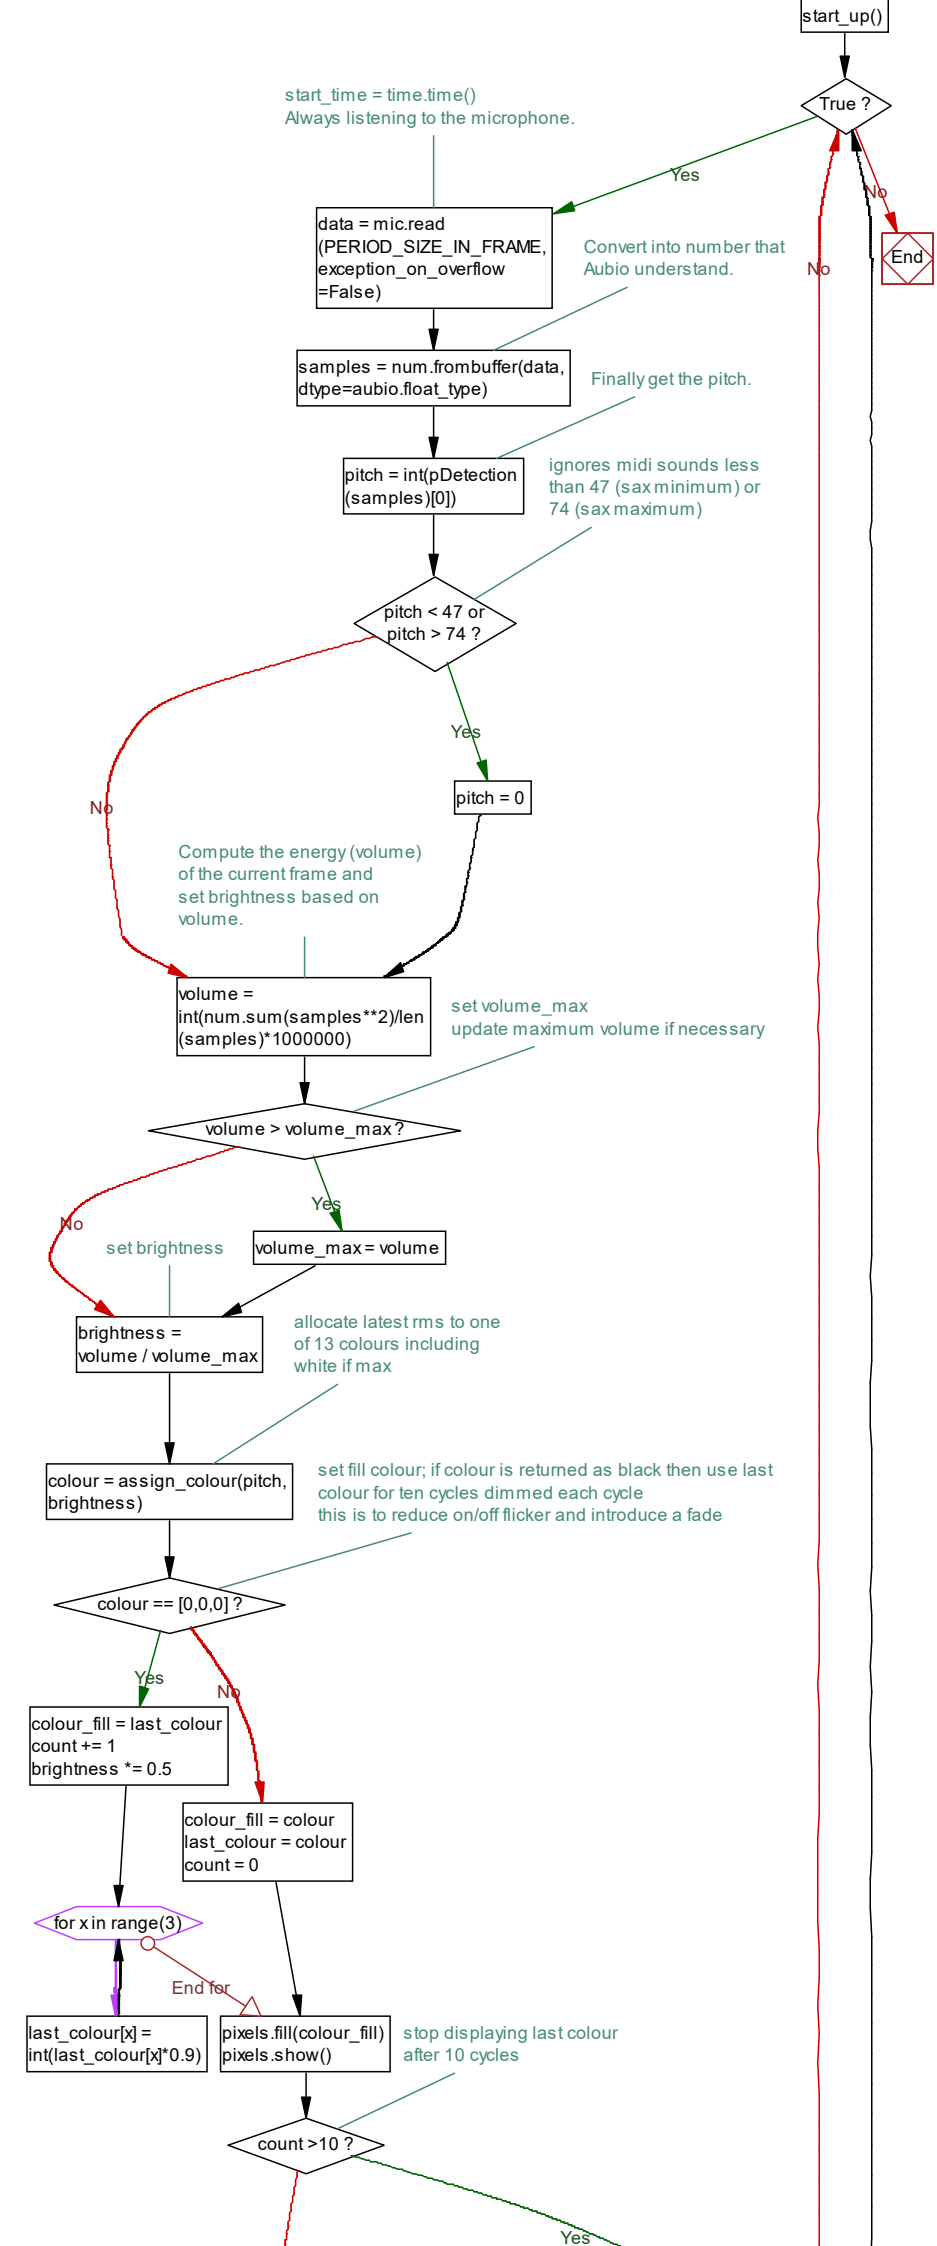 start_up()
True ?
start_time = time.time()
Always listening to the microphone.
Yes
No
data = mic.read
(PERIOD_SIZE_IN_FRAME,
exception_on_overflow
=False)
Convert into number that
Aubio understand.
End
No
samples = num.frombuffer(data,
dtype=aubio.float_type)
Finally get the pitch.
pitch = int(pDetection
(samples)[0])
ignores midi sounds less
than 47 (sax minimum) or
74 (sax maximum)
pitch < 47 or
pitch > 74 ?
Yes
No
pitch = 0
Compute the energy (volume)
of the current frame and
set brightness based on
volume.
volume =
int(num.sum(samples**2)/len
(samples)*1000000)
set volume_max
update maximum volume if necessary
volume > volume_max ?
Yes
No
volume_max = volume
set brightness
brightness =
volume / volume_max
allocate latest rms to one
of 13 colours including
white if max
colour = assign_colour(pitch,
brightness)
set fill colour; if colour is returned as black then use last
colour for ten cycles dimmed each cycle
this is to reduce on/off flicker and introduce a fade
colour == [0,0,0] ?
Yes
No
colour_fill = last_colour
count += 1
brightness *= 0.5
colour_fill = colour
last_colour = colour
count = 0
for x in range(3)
End for
last_colour[x] =
int(last_colour[x]*0.9)
pixels.fill(colour_fill)
pixels.show()
stop displaying last colour
after 10 cycles
count >10 ?
Yes